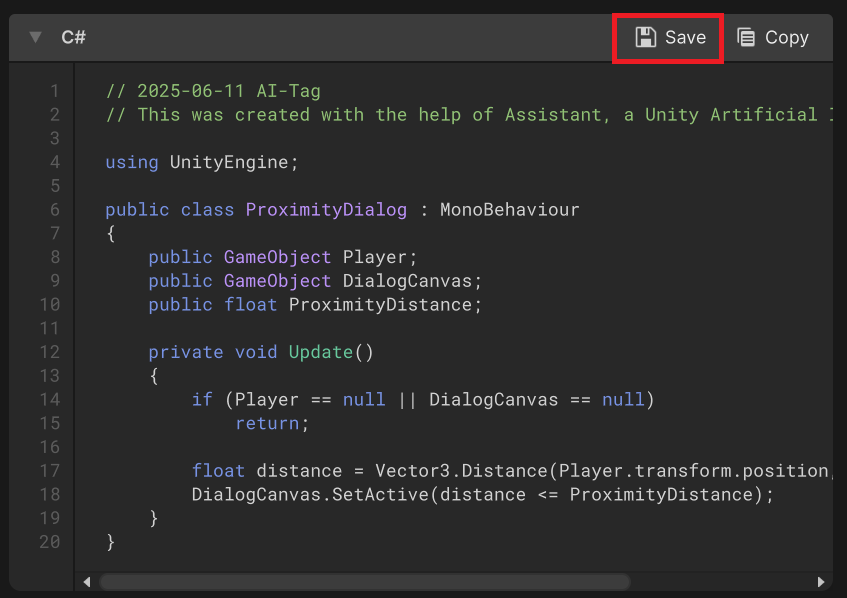 C#
Save
Copy
1 // 2025-06-11 AI-Tag
2 // This was created with the help of Assistant, a Unity Artificial
3
4 using UnityEngine;
5
6 public class ProximityDialog : MonoBehaviour
7 {
8 public GameObject Player;
9 public GameObject DialogCanvas;
10 public float ProximityDistance;
11
12 private void Update()
13 {
14 if (Player == null || DialogCanvas == null)
15 return;
16
17 float distance = Vector3.Distance(Player.transform.position,
18 DialogCanvas.SetActive(distance <= ProximityDistance);
19 }
20 }